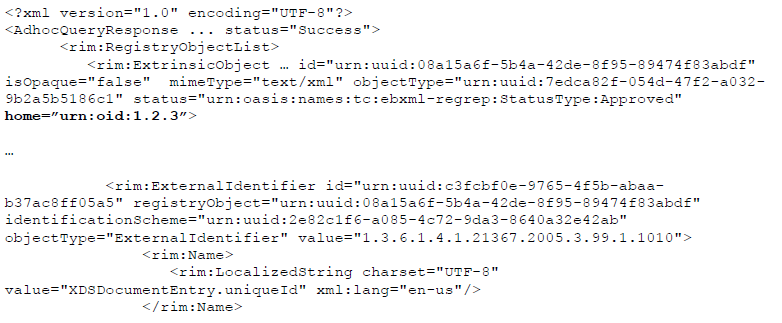 <?xml version="1.0" encoding="UTF-8"?>
<AdhocQueryResponse ... status="Success">
<rim:RegistryObjectList>
<rim:ExtrinsicObject … id="urn:uuid:08a15a6f-5b4a-42de-8f95-89474f83abdf"
isOpaque="false" mimeType="text/xml" objectType="urn:uuid:7edca82f-054d-47f2-a032-
9b2a5b5186c1" status="urn:oasis:names:tc:ebxml-regrep:StatusType:Approved"
home=”urn:oid:1.2.3”>
…
<rim:ExternalIdentifier id="urn:uuid:c3fcbf0e-9765-4f5b-abaa-
b37ac8ff05a5" registryObject="urn:uuid:08a15a6f-5b4a-42de-8f95-89474f83abdf"
identificationScheme="urn:uuid:2e82c1f6-a085-4c72-9da3-8640a32e42ab"
objectType="ExternalIdentifier" value="1.3.6.1.4.1.21367.2005.3.99.1.1010">
<rim:Name>
<rim:LocalizedString charset="UTF-8"
value="XDSDocumentEntry.uniqueId" xml:lang="en-us"/>
</rim:Name>